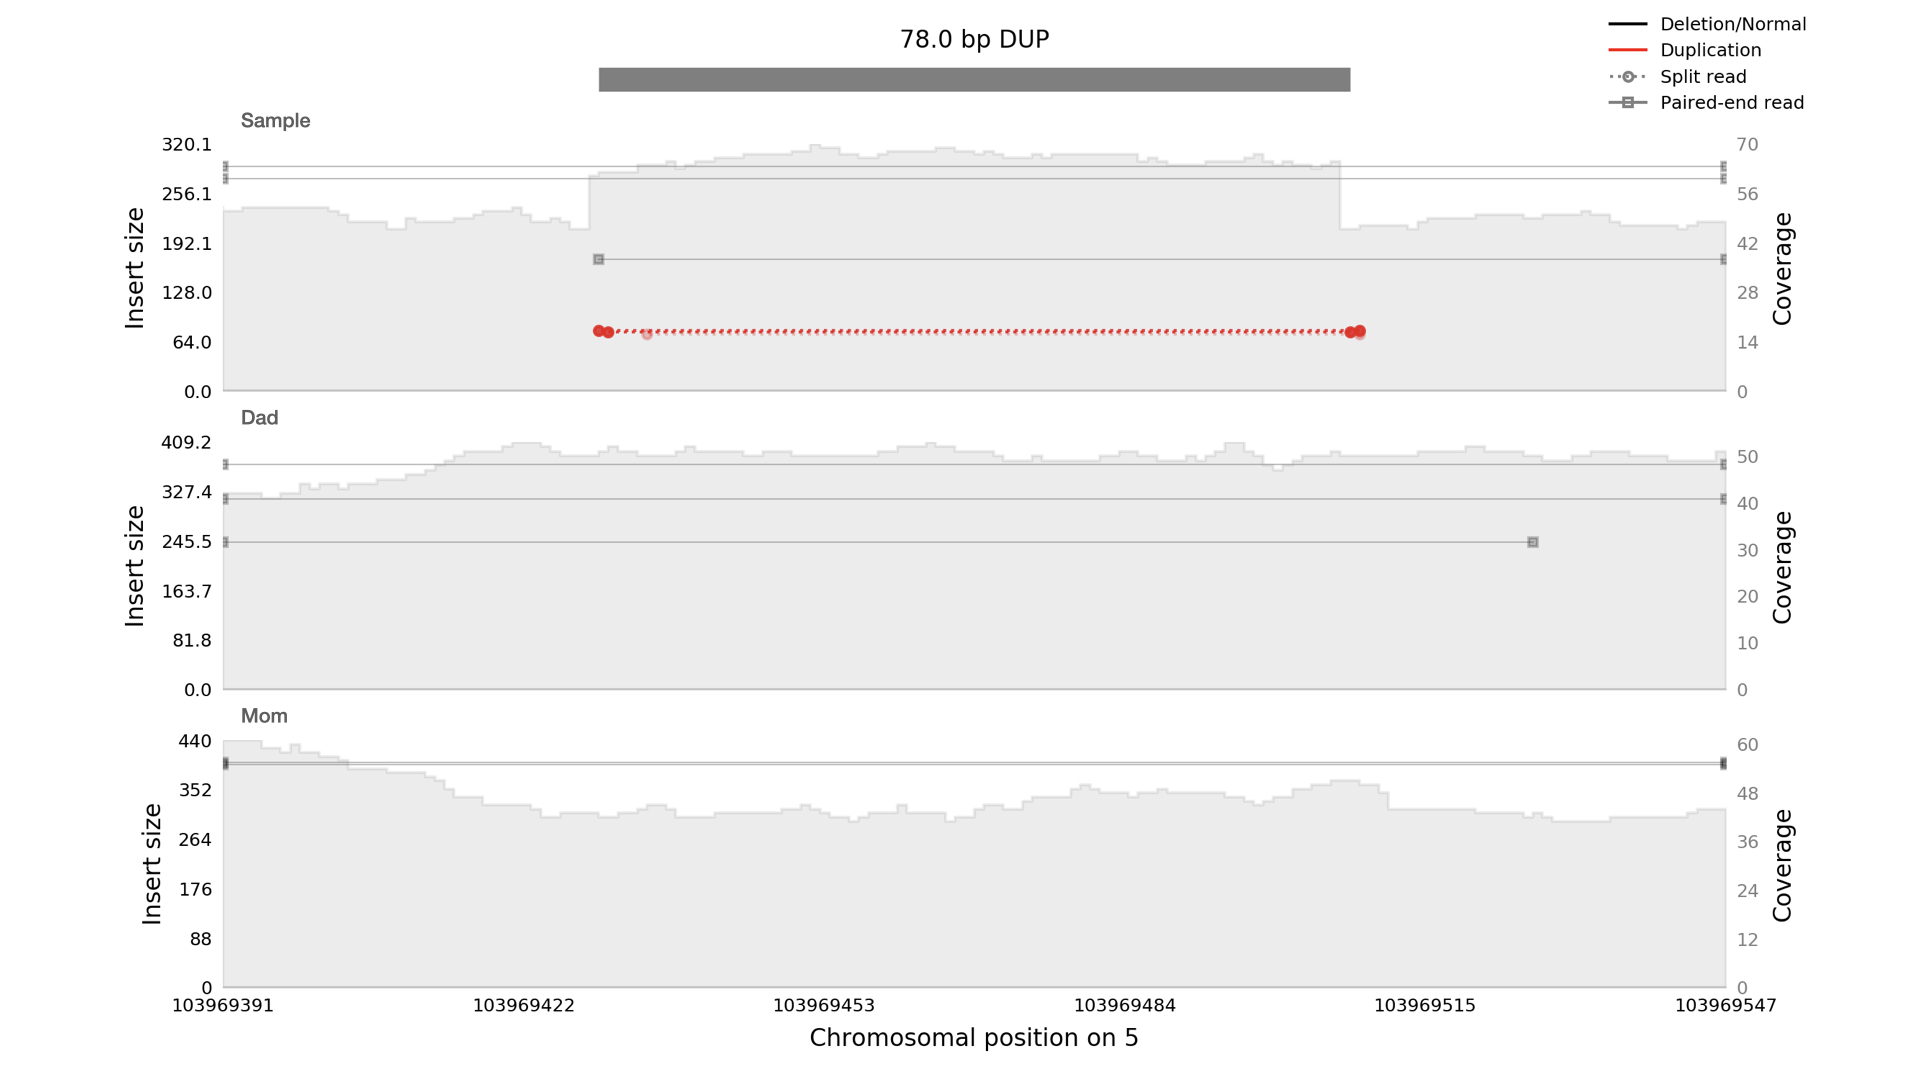 78.0 bp DUP
Deletion/Normal
Duplication
Split read
Paired-end read
Sample
320.1
256.1
192.1
128.0
64.0
0.0
Insert size
70
56
42
28
14
0
Coverage
Dad
409.2
327.4
245.5
163.7
81.8
0.0
Insert size
50
40
30
20
10
0
Coverage
Mom
440
352
264
176
88
0
Insert size
60
48
36
24
12
0
Coverage
103969391 103969422 103969453 103969484 103969515 103969547
Chromosomal position on 5